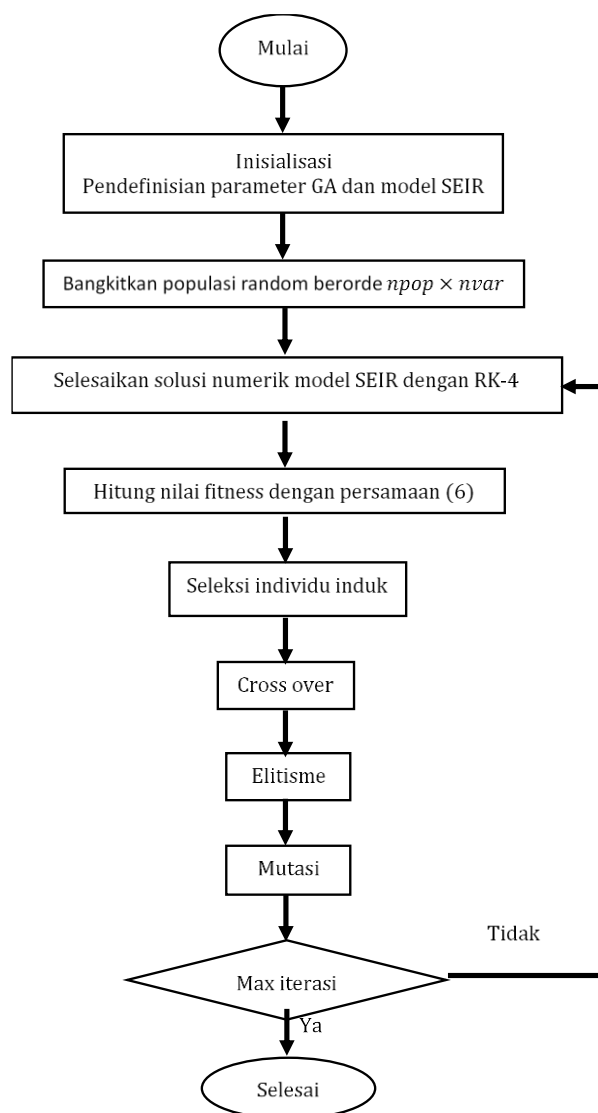 Mulai
Inisialisasi
Pendefinisian parameter GA dan model SEIR
Bangkitkan populasi random berorde npop × nvar
Selesaikan solusi numerik model SEIR dengan RK-4
Hitung nilai fitness dengan persamaan (6)
Seleksi individu induk
Cross over
Elitisme
Mutasi
Tidak
Max iterasi
Ya
Selesai